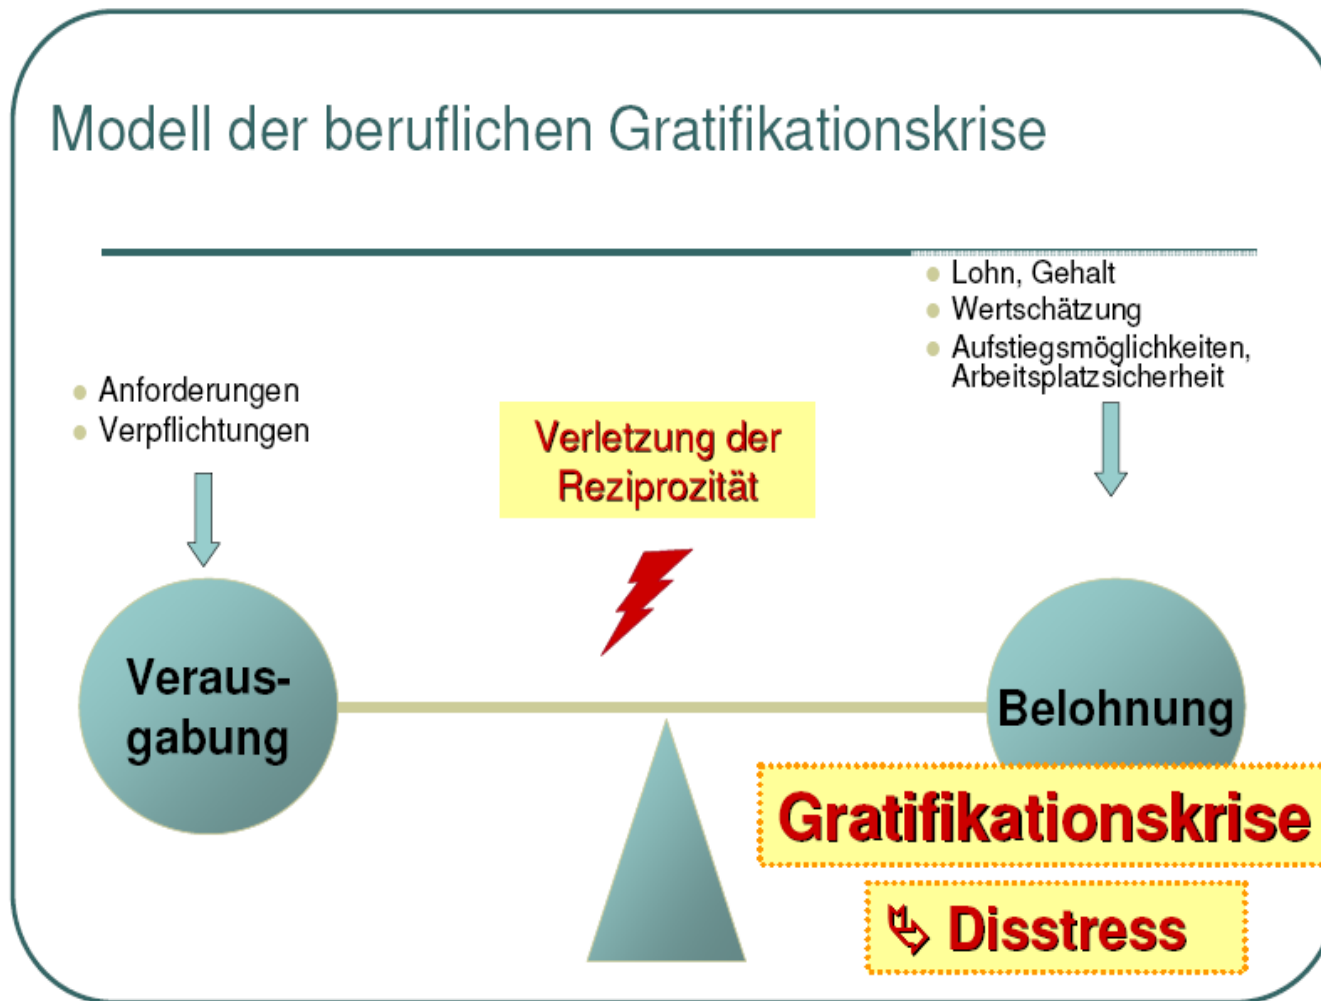 Modell der beruflichen Gratifikationskrise
Lohn, Gehalt
Wertschätzung
Aufstiegsmöglichkeiten,
Arbeitsplatzsicherheit
Anforderungen
Verpflichtungen
Verletzung der
Reziprozität
Veraus-
gabung
Belohnung
Gratifikationskrise
Disstress